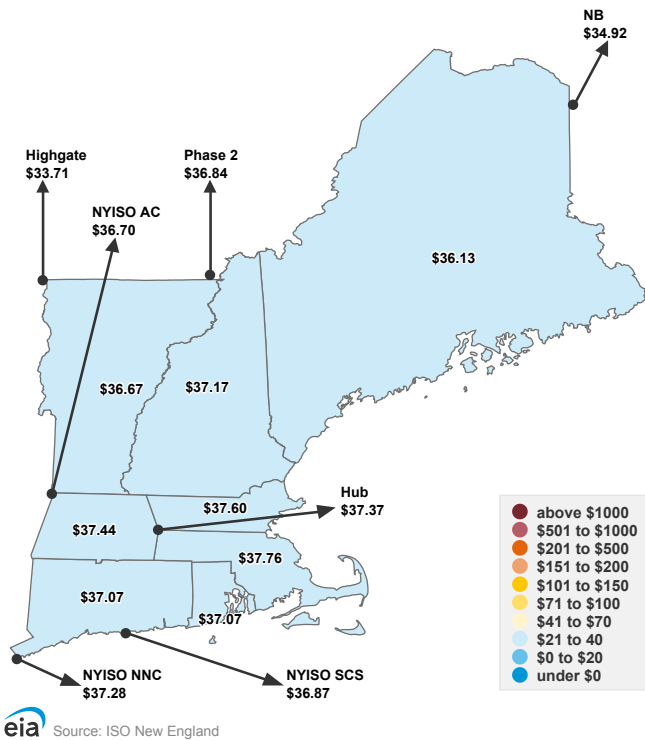 NB
$34.92
Highgate
$33.71
Phase 2
$36.84
NYISO AC
$36.70
$36.13
$36.67
$37.17
Hub
$37.37
$37.60
$37.44
$37.76
$37.07
$37.07
NYISO NNC
$37.28
NYISO SCS
$36.87
above $1000
$501 to $1000
$201 to $500
$151 to $200
$101 to $150
$71 to $100
$41 to $70
$21 to 40
$0 to $20
under $0
eia Source: ISO New England